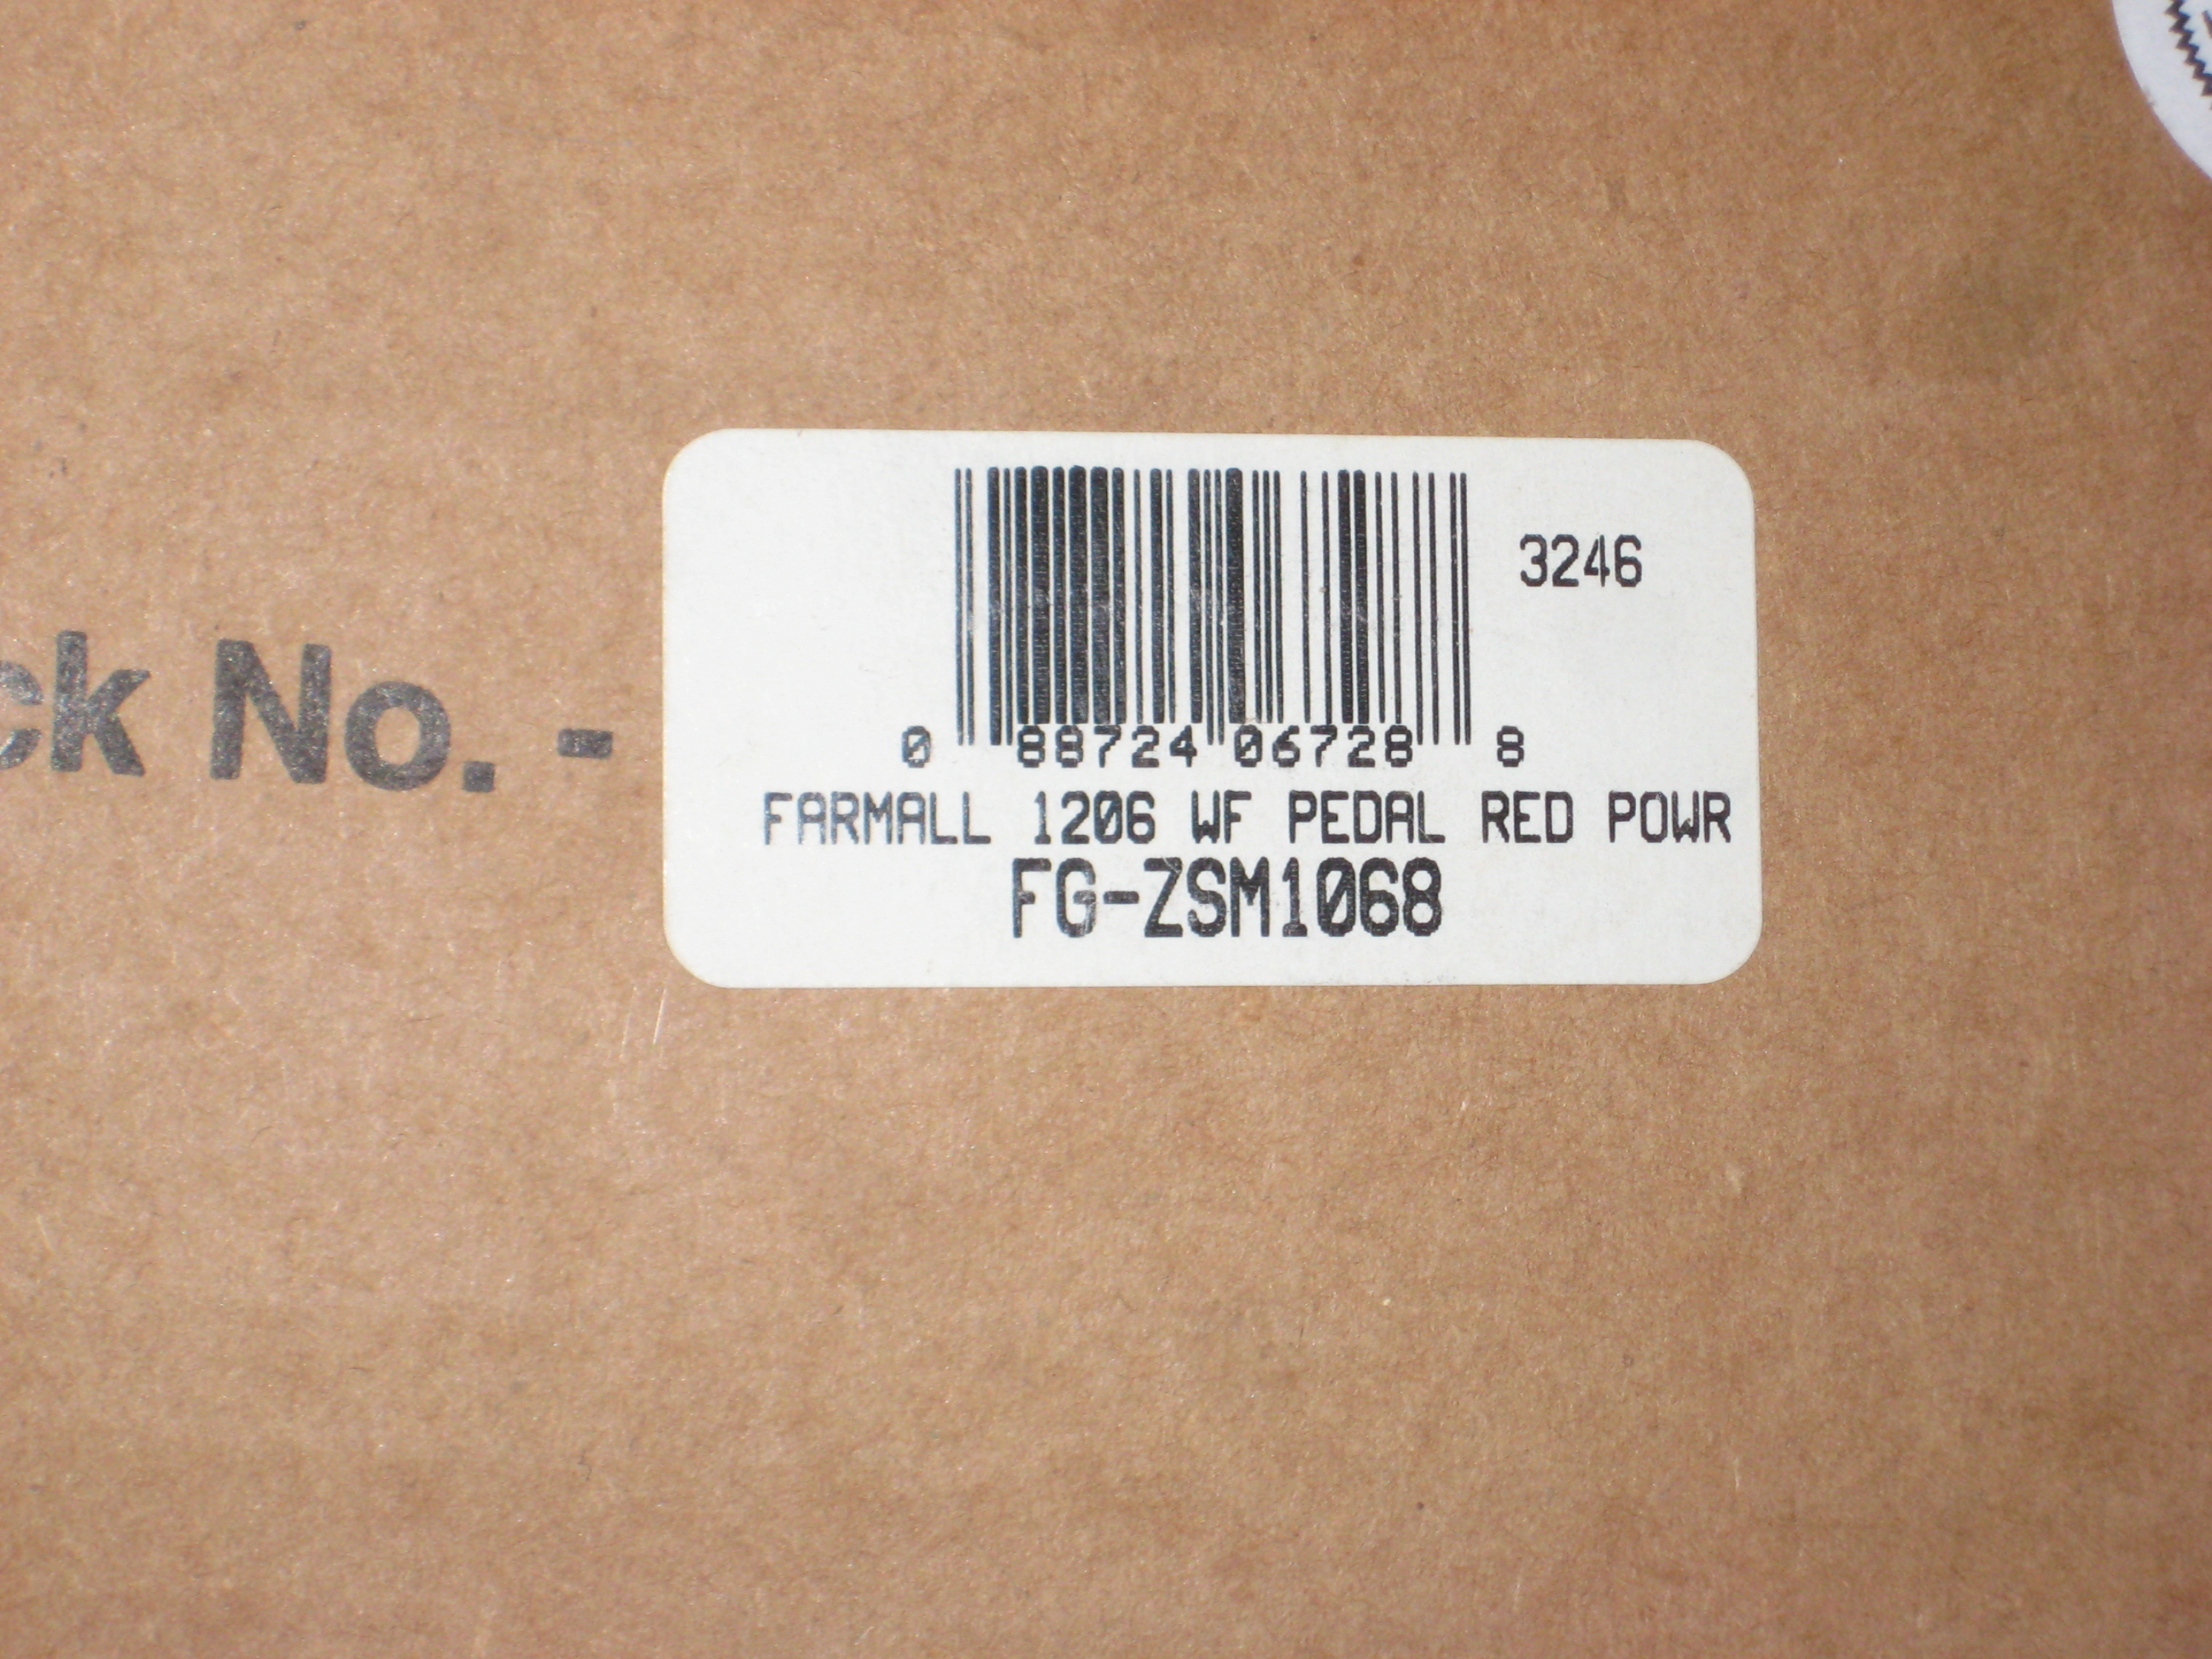 3246
ck No. -
0 88724 06728 8
FARMALL 1206 WF PEDAL RED POWR
FG-ZSM1068